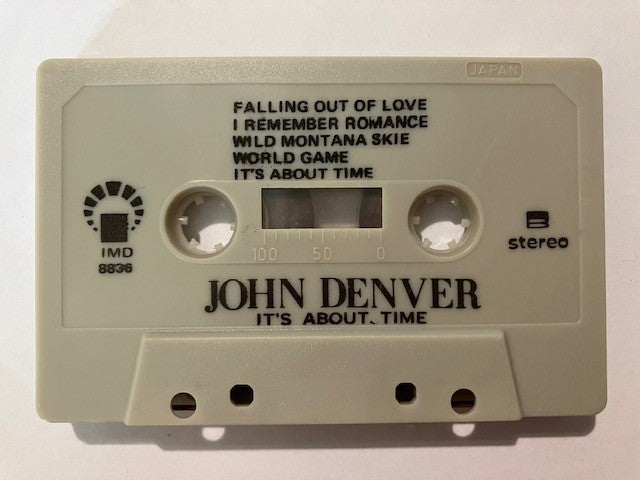 JAPAN
FALLING OUT OF LOVE
I REMEMBER ROMANCE
WILD MONTANA SKIE
WORLD GAME
IT'S ABOUT TIME
IMD
8836
100 50 0
B
stereo
JOHN DENVER
IT'S ABOUT TIME